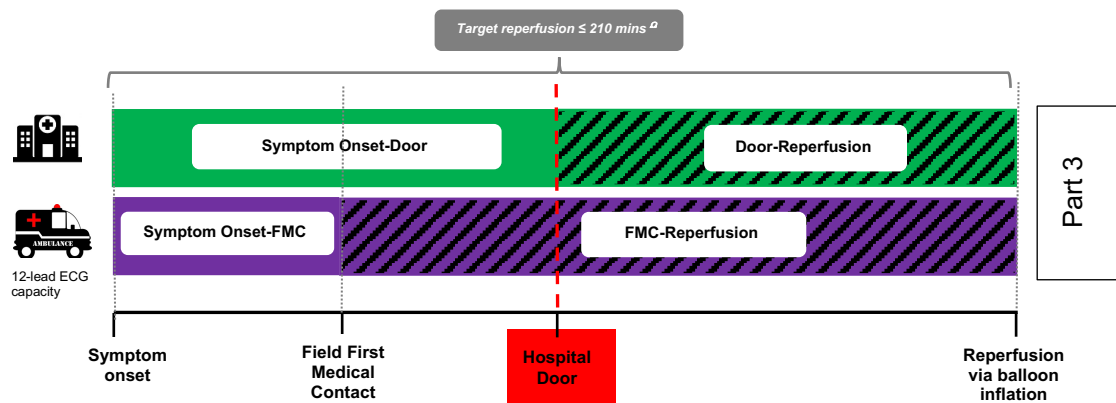 Target reperfusion ≤ 210 mins Ω
Symptom Onset-Door
Door-Reperfusion
Part 3
AMBULANCE
Symptom Onset-FMC
FMC-Reperfusion
12-lead ECG
capacity
Symptom
onset
Field First
Medical
Contact
Hospital
Door
Reperfusion
via balloon
inflation